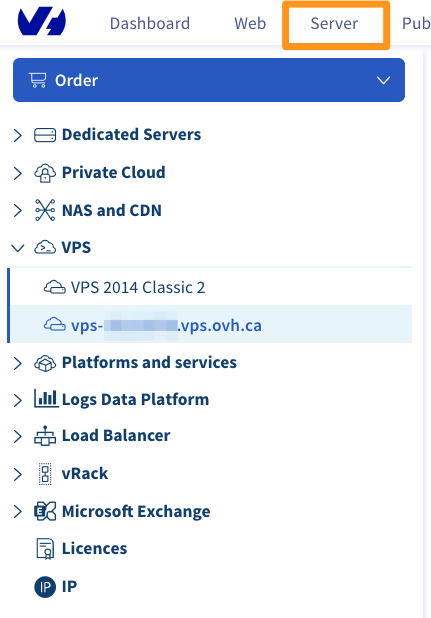 Dashboard Web Server Pub
Order
Dedicated Servers
Private Cloud
NAS and CDN
VPS
VPS 2014 Classic 2
vps- .vps.ovh.ca
Platforms and services
Logs Data Platform
Load Balancer
vRack
Microsoft Exchange
Licences
IP IP